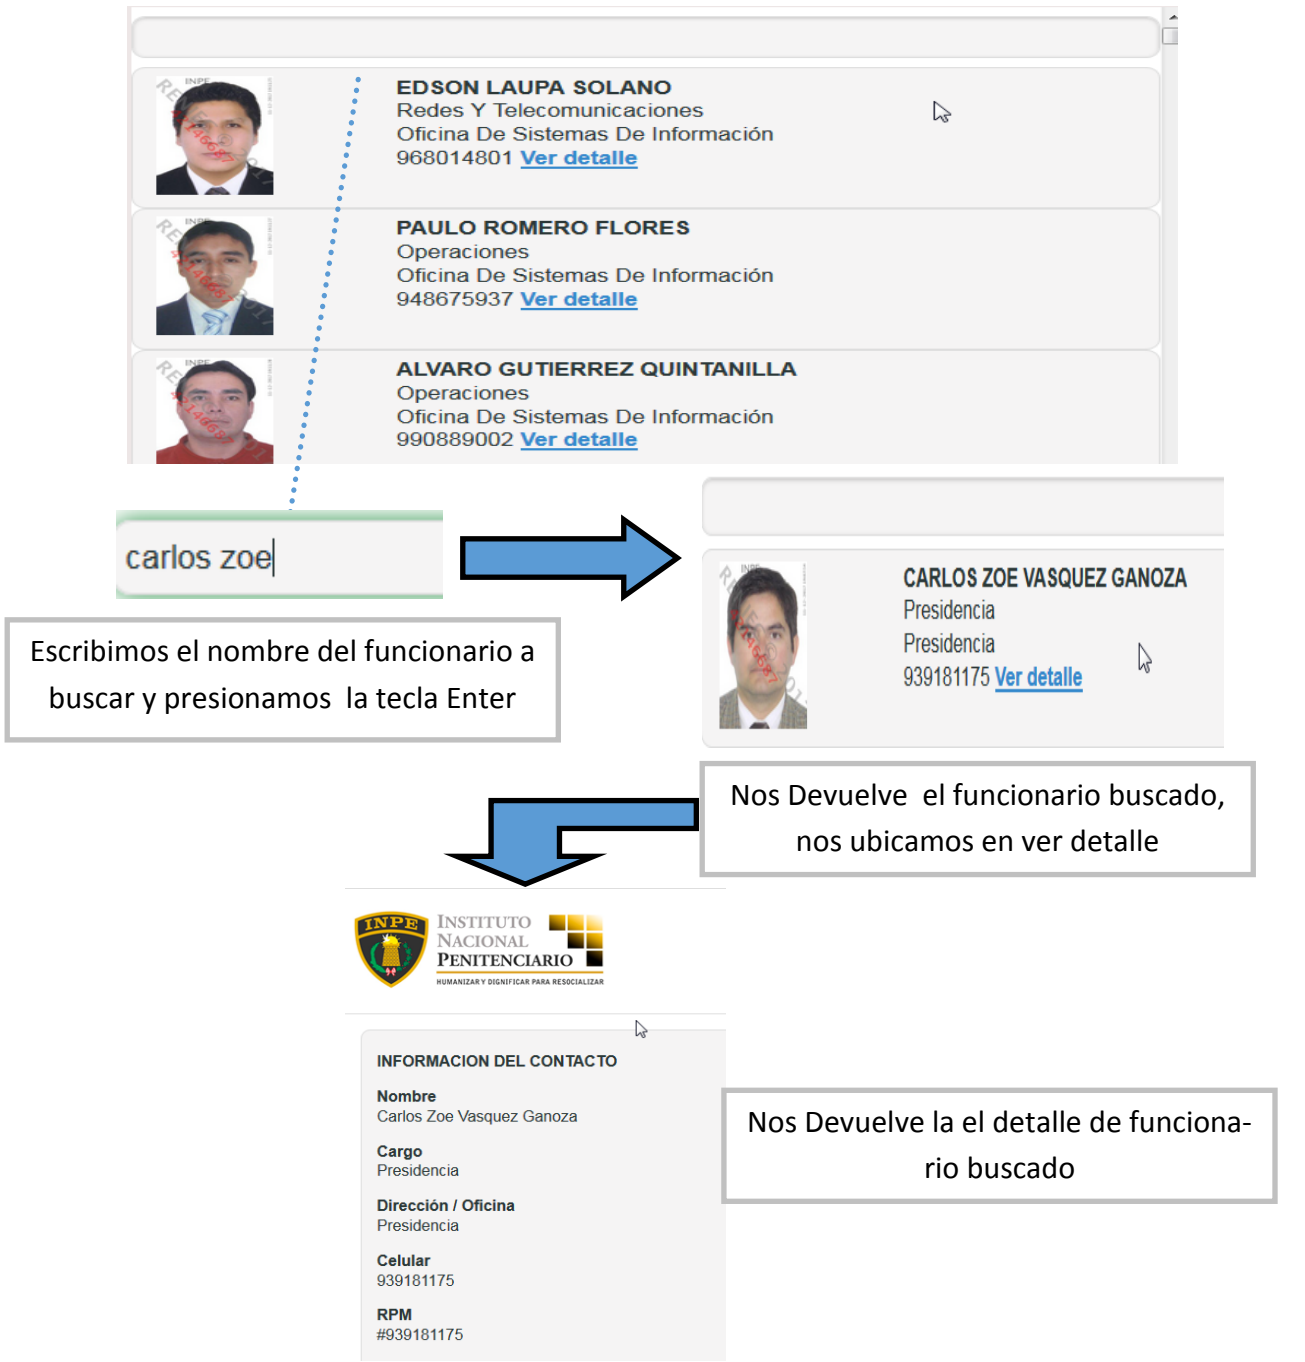 EDSON LAUPA SOLANO
Redes Y Telecomunicaciones
Oficina De Sistemas De Información
968014801 Ver detalle
PAULO ROMERO FLORES
Operaciones
Oficina De Sistemas De Información
948675937 Ver detalle
ALVARO GUTIERREZ QUINTANILLA
Operaciones
Oficina De Sistemas De Información
990889002 Ver detalle
carlos zoe
Escribimos el nombre del funcionario a
buscar y presionamos la tecla Enter
CARLOS ZOE VASQUEZ GANOZA
Presidencia
Presidencia
939181175 Ver detalle
Nos Devuelve el funcionario buscado,
nos ubicamos en ver detalle
INPE
INSTITUTO
NACIONAL
PENITENCIARIO
HUMANIZAR Y DIGNIFICAR PARA RESOCIALIZAR
INFORMACION DEL CONTACTO
Nombre
Carlos Zoe Vasquez Ganoza
Cargo
Presidencia
Dirección / Oficina
Presidencia
Celular
939181175
RPM
#939181175
Nos Devuelve la el detalle de funciona-
rio buscado